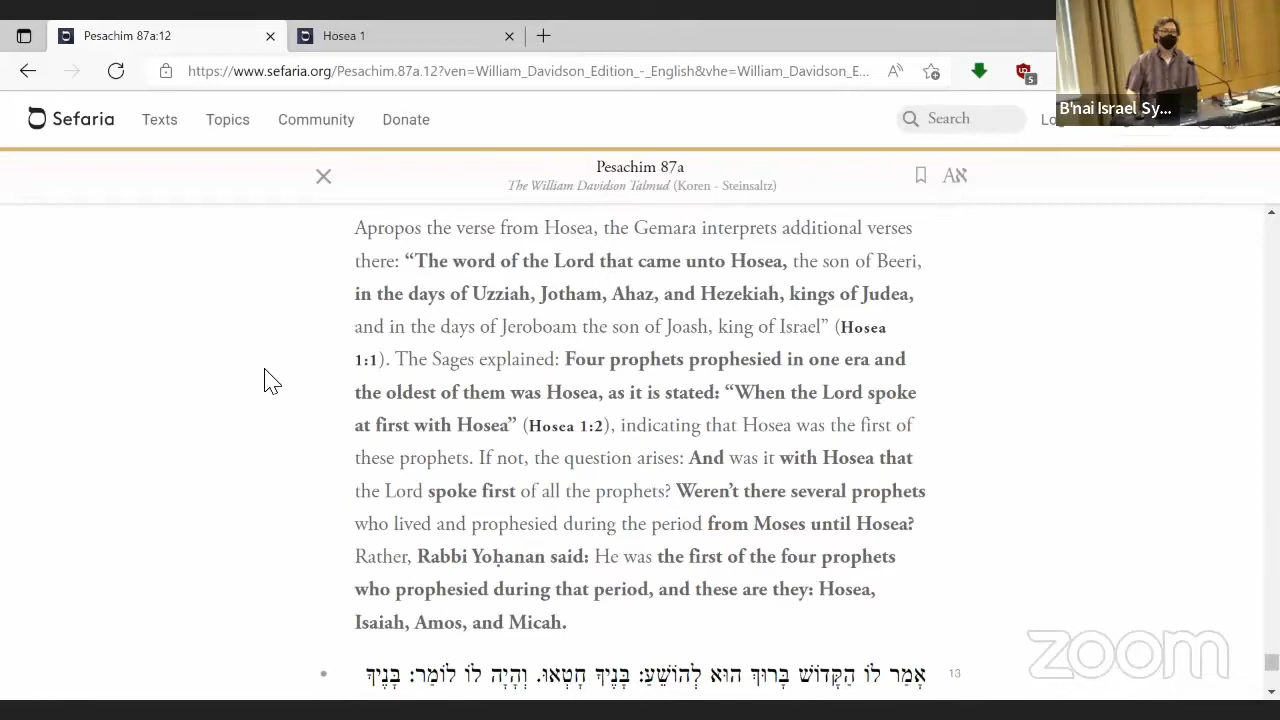 Pesachim 87a:12
Hosea 1
https://www.sefaria.org/Pesachim.87a.12?ven=William_Davidson_Edition_-_English&vhe=William_Davidson_E...
5
B'nai Israel Sy...
Sefaria Texts Topics Community Donate Search
Pesachim 87a
The William Davidson Talmud (Koren - Steinsaltz)
Apropos the verse from Hosea, the Gemara interprets additional verses
there: “The word of the Lord that came unto Hosea, the son of Beeri,
in the days of Uzziah, Jotham, Ahaz, and Hezekiah, kings of Judea,
and in the days of Jeroboam the son of Joash, king of Israel” (Hosea
1:1). The Sages explained: Four prophets prophesied in one era and
the oldest of them was Hosea, as it is stated: “When the Lord spoke
at first with Hosea” (Hosea 1:2), indicating that Hosea was the first of
these prophets. If not, the question arises: And was it with Hosea that
the Lord spoke first of all the prophets? Weren’t there several prophets
who lived and prophesied during the period from Moses until Hosea?
Rather, Rabbi Yoḥanan said: He was the first of the four prophets
who prophesied during that period, and these are they: Hosea,
Isaiah, Amos, and Micah.
אָמַר לוֹ הַקָּדוֹשׁ בָּרוּךְ הוּא לְהוֹשֵׁעַ: בָּנֶיךָ חָטְאוּ. וְהָיָה לוֹ לוֹמַר: בָּנֶיךָ
13
zoom